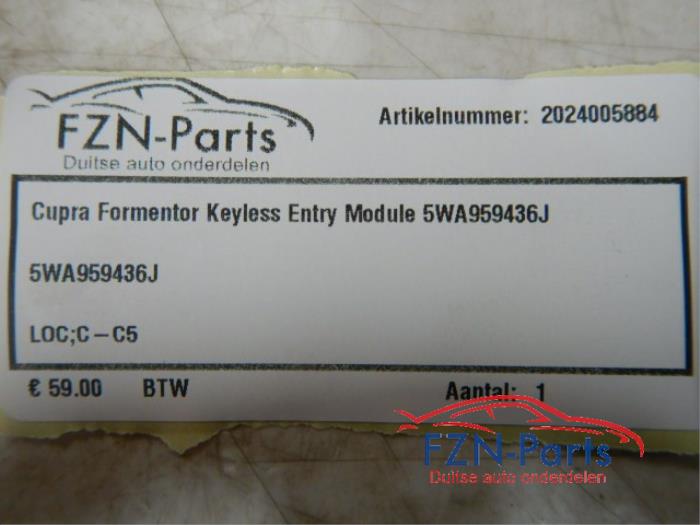 FZN-Parts
Duitse auto onderdelen
Artikelnummer: 2024005884
Cupra Formentor Keyless Entry Module 5WA959436J
5WA959436J
LOC;C-C5
€ 59.00 BTW Aantal: 1
FZN-Parts
Duitse auto onderdelen